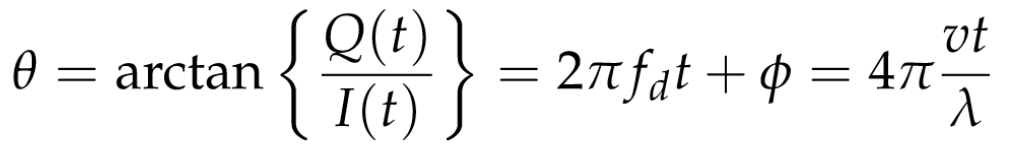 θ = arctan { Q(t) / I(t) } = 2πf_d t + ϕ = 4π vt / λ